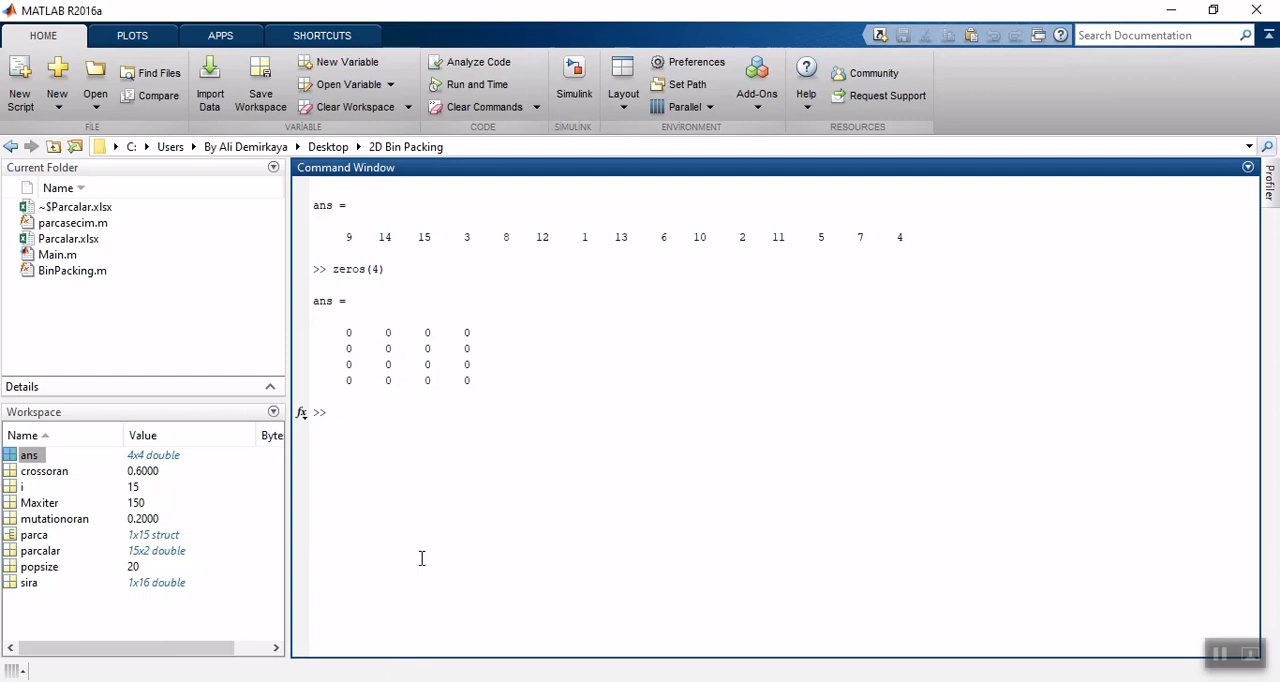 MATLAB R2016a
HOME PLOTS APPS SHORTCUTS Search Documentation
New Script New Open Find Files Compare Import Data Save Workspace New Variable Open Variable Clear Workspace Analyze Code Run and Time Clear Commands Simulink Layout Preferences Set Path Parallel Add-Ons Help Community Request Support
FILE VARIABLE CODE SIMULINK ENVIRONMENT RESOURCES
C: Users By Ali Demirkaya Desktop 2D Bin Packing
Current Folder
Name
~$Parcalar.xlsx
parcasecim.m
Parcalar.xlsx
Main.m
BinPacking.m
Details
Workspace
Name Value Byte
ans 4x4 double
crossoran 0.6000
i 15
Maxiter 150
mutationoran 0.2000
parca 1x15 struct
parcalar 15x2 double
popsize 20
sira 1x16 double
Command Window
ans =
9 14 15 3 8 12 1 13 6 10 2 11 5 7 4
>> zeros(4)
ans =
0 0 0 0
0 0 0 0
0 0 0 0
0 0 0 0
fx >>
Profiler